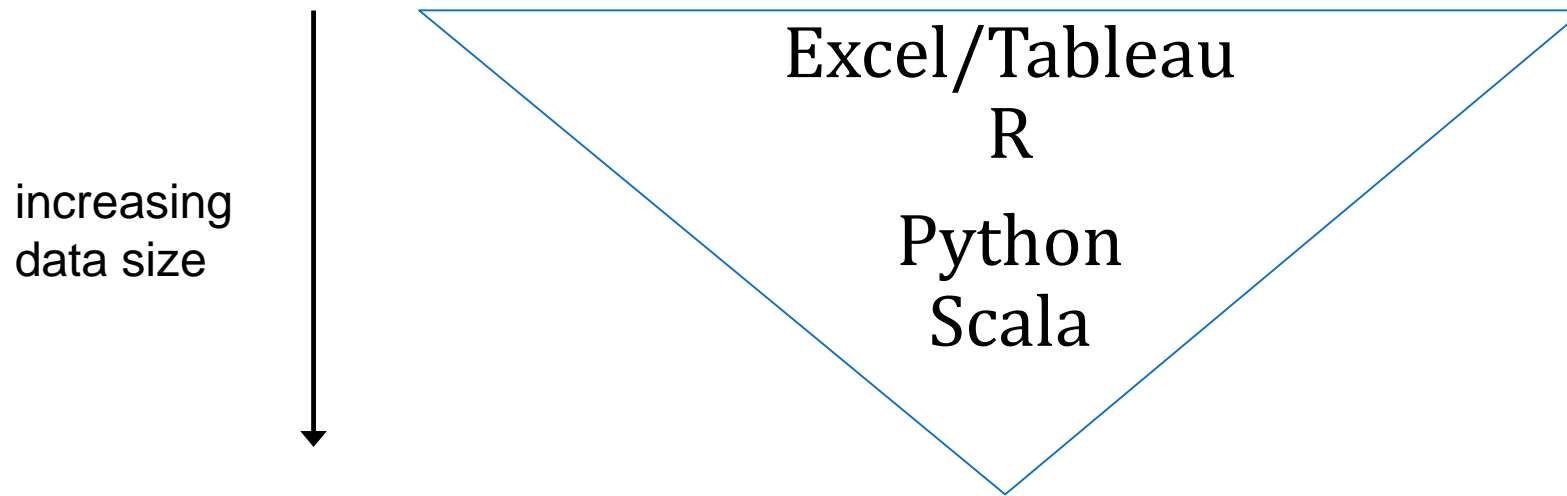 increasing
data size
Excel/Tableau
R
Python
Scala